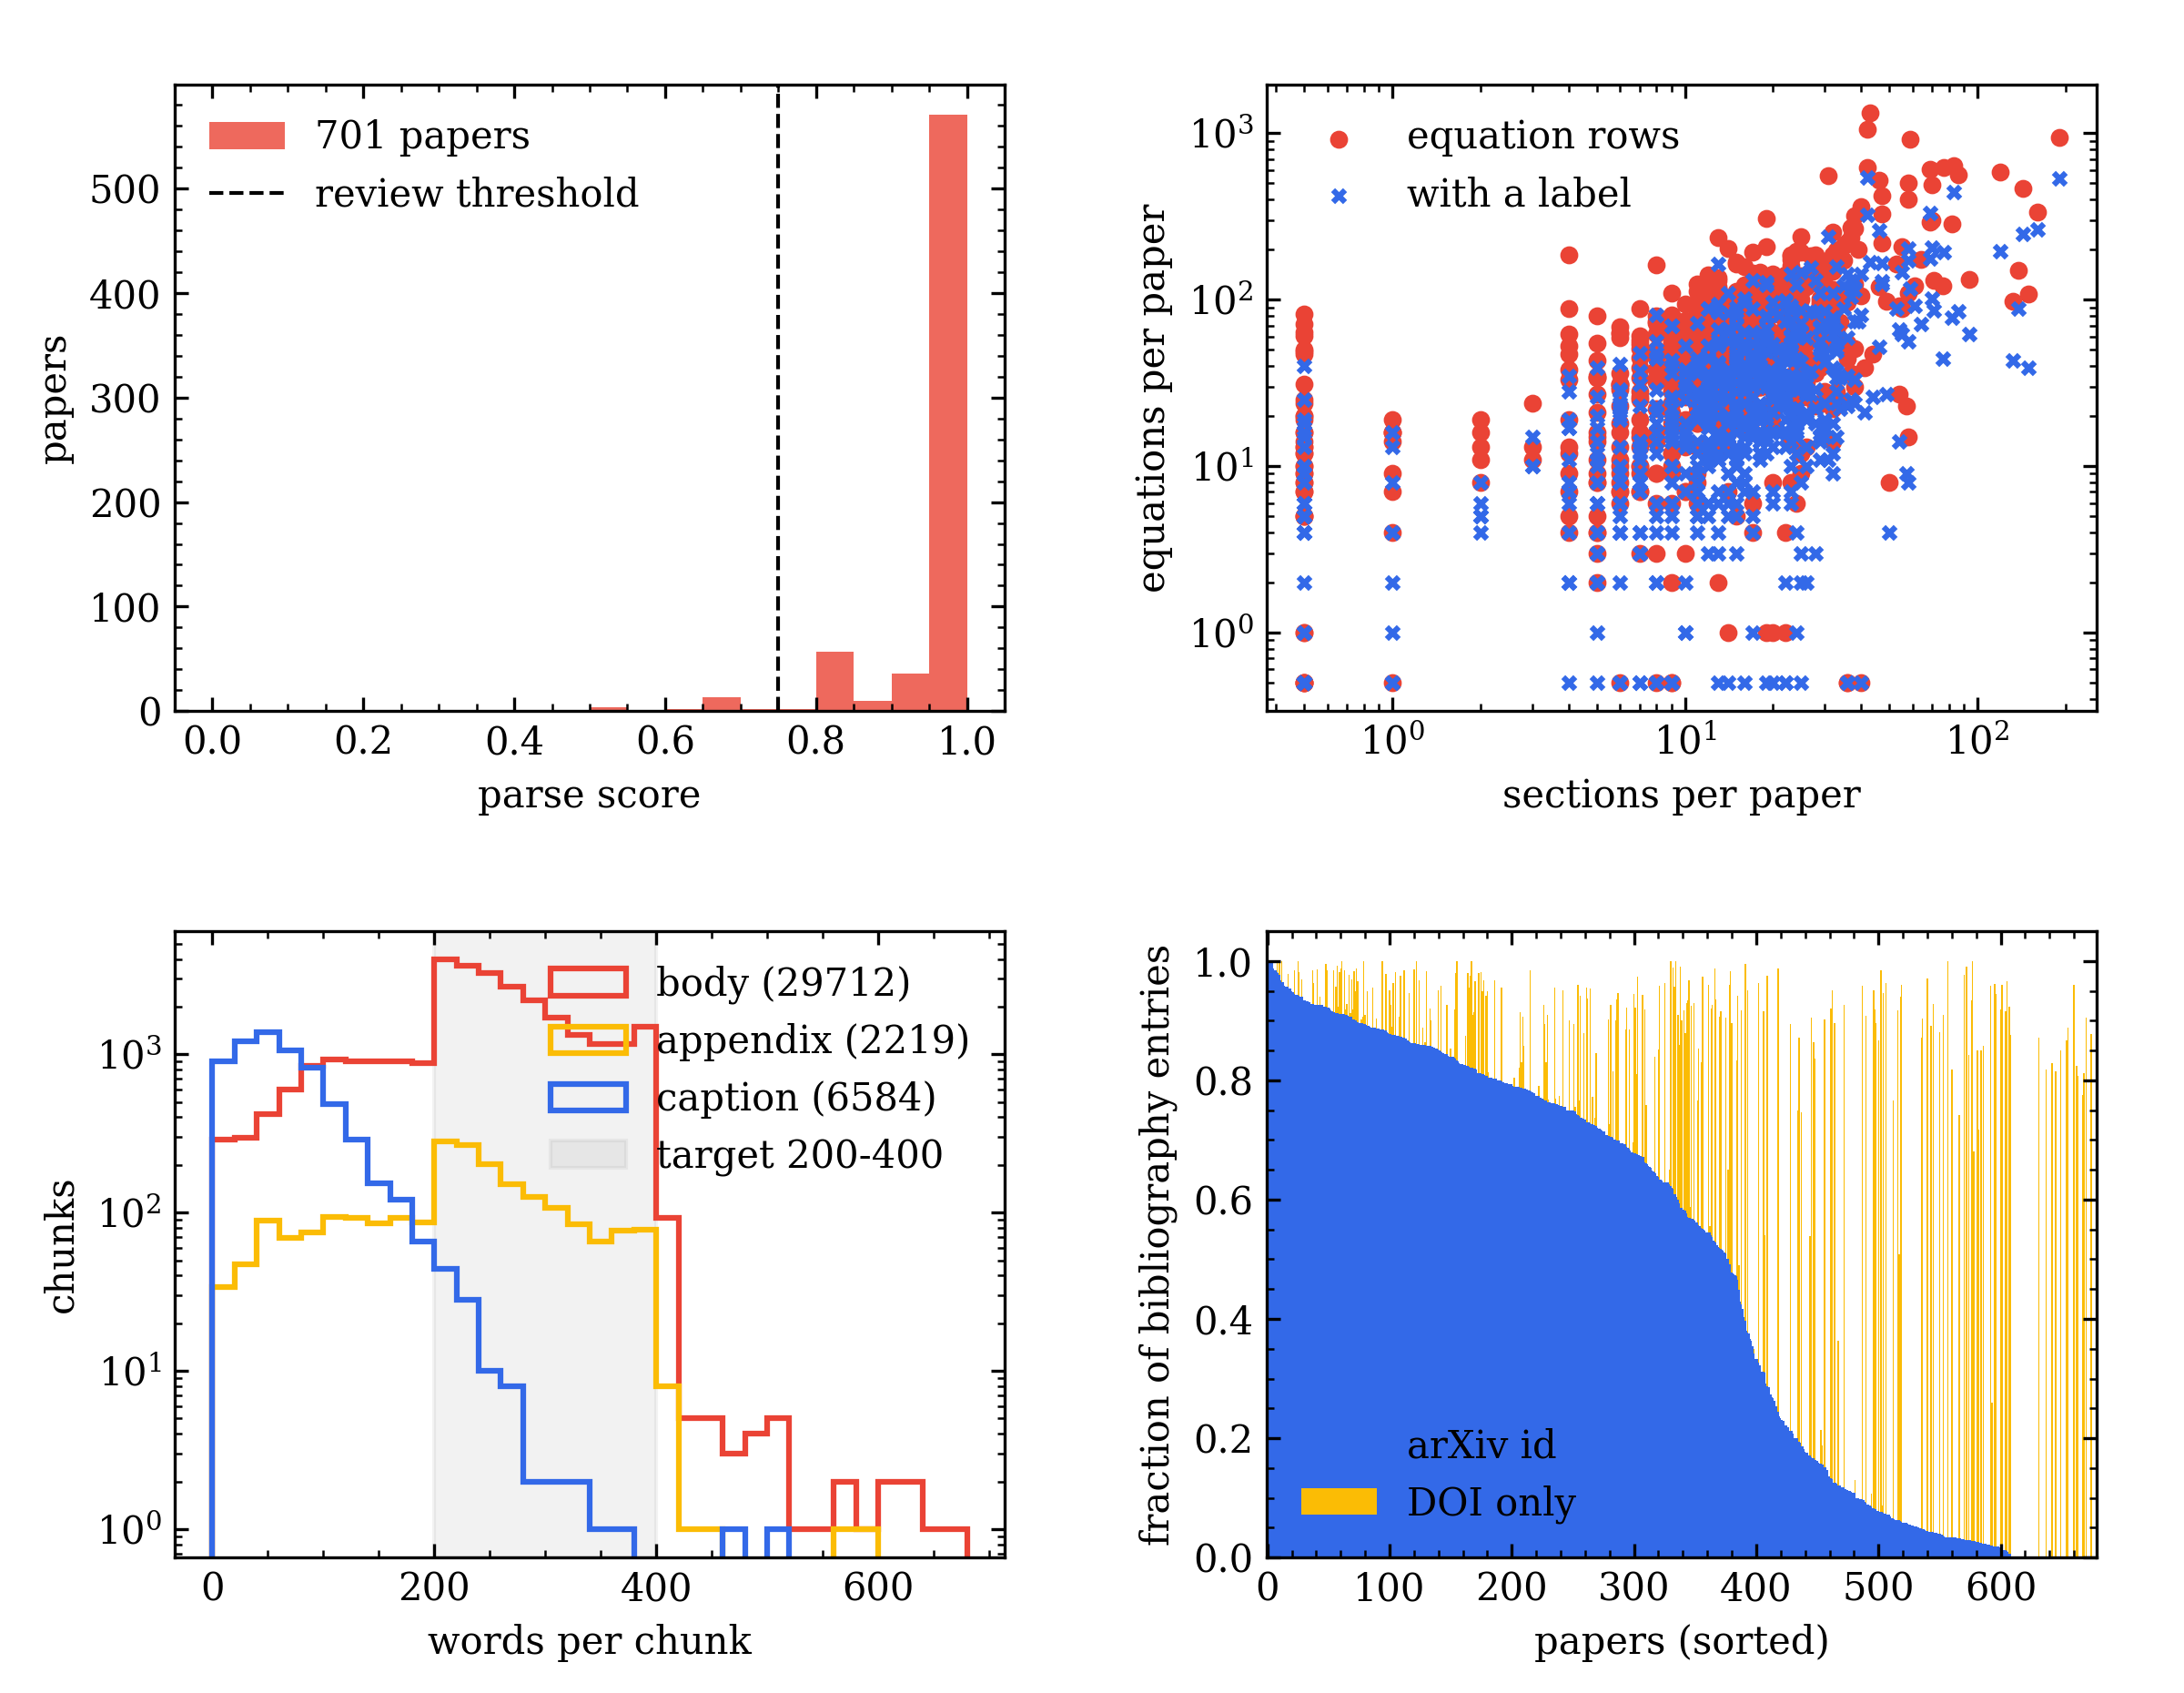 701 papers
review threshold
papers
0
100
200
300
400
500
0.0 0.2 0.4 0.6 0.8 1.0
parse score
equation rows
with a label
equations per paper
10³
10²
10¹
10⁰
10⁰ 10¹ 10²
sections per paper
body (29712)
appendix (2219)
caption (6584)
target 200-400
chunks
10³
10²
10¹
10⁰
0 200 400 600
words per chunk
fraction of bibliography entries
1.0
0.8
0.6
0.4
0.2
0.0
arXiv id
DOI only
0 100 200 300 400 500 600
papers (sorted)